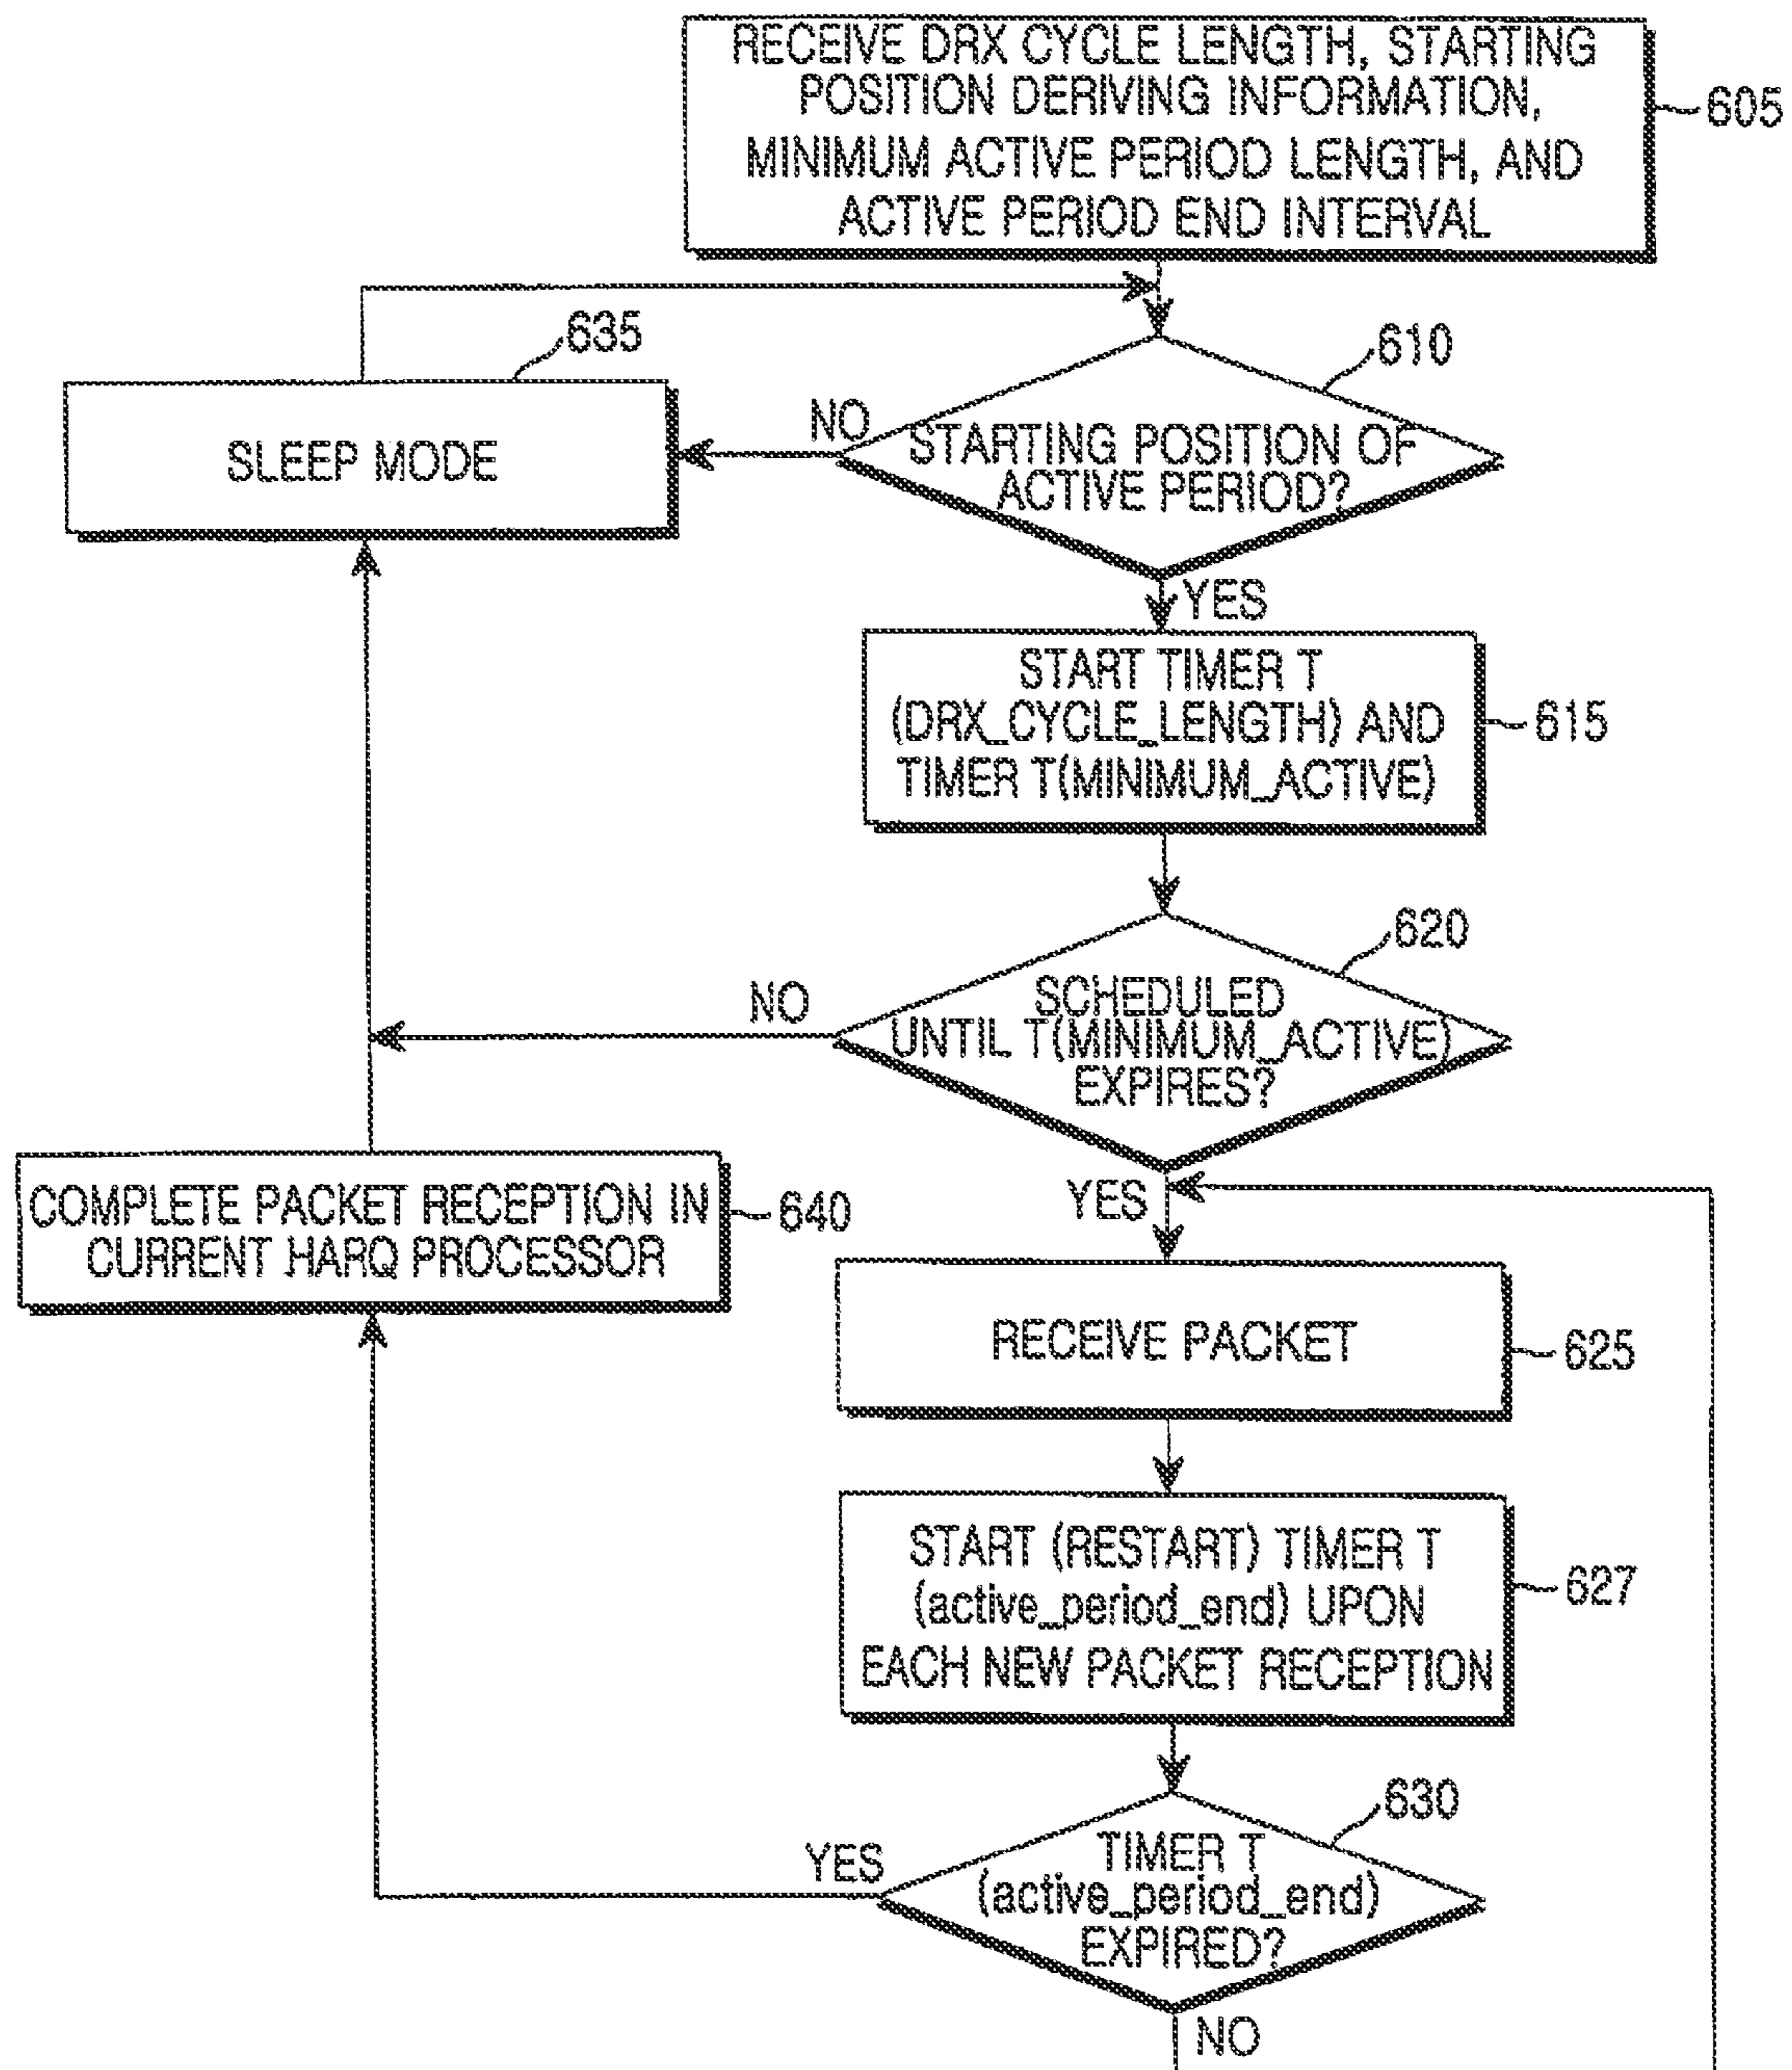 RECEIVE DRX CYCLE LENGTH, STARTING
POSITION DERIVING INFORMATION,
MINIMUM ACTIVE PERIOD LENGTH, AND
ACTIVE PERIOD END INTERVAL
605
635
610
SLEEP MODE
NO
STARTING POSITION OF
ACTIVE PERIOD?
YES
START TIMER T
(DRX_CYCLE_LENGTH) AND
TIMER T(MINIMUM_ACTIVE)
615
620
NO
SCHEDULED
UNTIL T(MINIMUM_ACTIVE)
EXPIRES?
YES
COMPLETE PACKET RECEPTION IN
CURRENT HARQ PROCESSOR
640
RECEIVE PACKET
625
START (RESTART) TIMER T
(active_period_end) UPON
EACH NEW PACKET RECEPTION
627
630
YES
TIMER T
(active_period_end)
EXPIRED?
NO